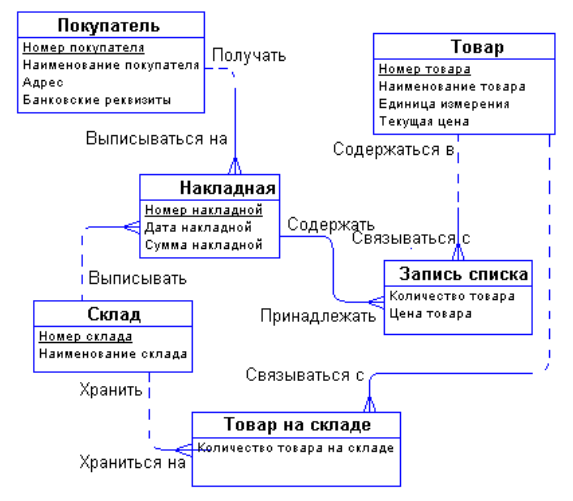 Покупатель
Номер покупателя
Наименование покупателя
Адрес
Банковские реквизиты
Получать
Товар
Номер товара
Наименование товара
Единица измерения
Текущая цена
Выписываться на
Содержаться в
Накладная
Номер накладной
Дата накладной
Сумма накладной
Содержать
Связываться с
Выписывать
Запись списка
Количество товара
Цена товара
Принадлежать
Склад
Номер склада
Наименование склада
Хранить
Связываться с
Товар на складе
Количество товара на складе
Храниться на